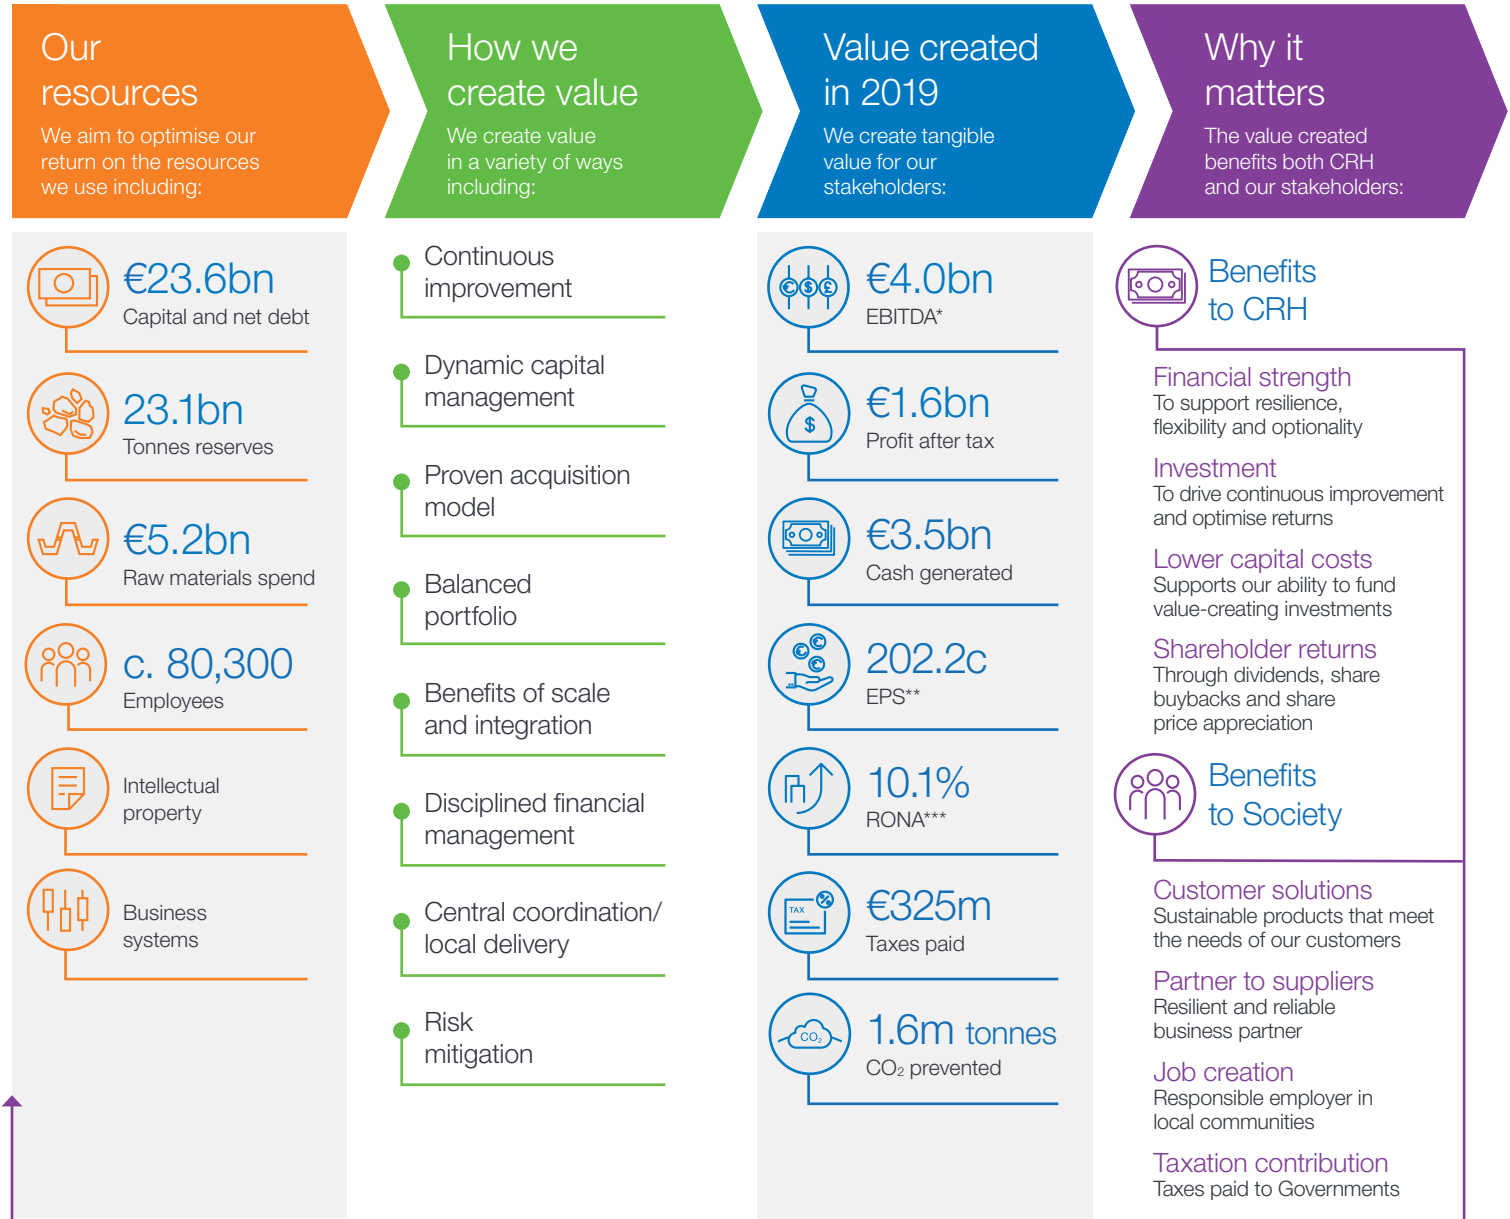 Our
resources
We aim to optimise our
return on the resources
we use including:
€23.6bn
Capital and net debt
23.1bn
Tonnes reserves
€5.2bn
Raw materials spend
c. 80,300
Employees
Intellectual
property
Business
systems
How we
create value
We create value
in a variety of ways
including:
Continuous
improvement
Dynamic capital
management
Proven acquisition
model
Balanced
portfolio
Benefits of scale
and integration
Disciplined financial
management
Central coordination/
local delivery
Risk
mitigation
Value created
in 2019
We create tangible
value for our
stakeholders:
€ $ £
€4.0bn
EBITDA*
$
€1.6bn
Profit after tax
€3.5bn
Cash generated
€
€
€
202.2c
EPS**
10.1%
RONA***
%
TAX
€325m
Taxes paid
CO₂
1.6m tonnes
CO₂ prevented
Why it
matters
The value created
benefits both CRH
and our stakeholders:
Benefits
to CRH
Financial strength
To support resilience,
flexibility and optionality
Investment
To drive continuous improvement
and optimise returns
Lower capital costs
Supports our ability to fund
value-creating investments
Shareholder returns
Through dividends, share
buybacks and share
price appreciation
Benefits
to Society
Customer solutions
Sustainable products that meet
the needs of our customers
Partner to suppliers
Resilient and reliable
business partner
Job creation
Responsible employer in
local communities
Taxation contribution
Taxes paid to Governments